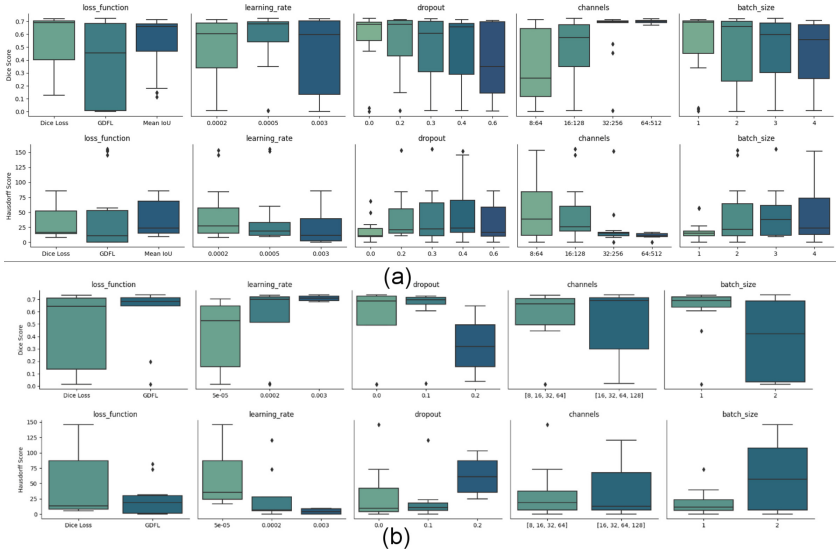 loss_function learning_rate dropout channels batch_size
Dice Score
0.7
0.6
0.5
0.4
0.3
0.2
0.1
0.0
Dice Loss GDFL Mean IoU 0.0002 0.0005 0.003 0.0 0.2 0.3 0.4 0.6 8:64 16:128 32:256 64:512 1 2 3 4
loss_function learning_rate dropout channels batch_size
Hausdorff Score
150
125
100
75
50
25
0
Dice Loss GDFL Mean IoU 0.0002 0.0005 0.003 0.0 0.2 0.3 0.4 0.6 8:64 16:128 32:256 64:512 1 2 3 4
(a)
loss_function learning_rate dropout channels batch_size
Dice Score
0.7
0.6
0.5
0.4
0.3
0.2
0.1
0.0
Dice Loss GDFL 5e-05 0.0002 0.003 0.0 0.1 0.2 [8, 16, 32, 64] [16, 32, 64, 128] 1 2
loss_function learning_rate dropout channels batch_size
Hausdorff Score
150
125
100
75
50
25
0
Dice Loss GDFL 5e-05 0.0002 0.003 0.0 0.1 0.2 [8, 16, 32, 64] [16, 32, 64, 128] 1 2
(b)